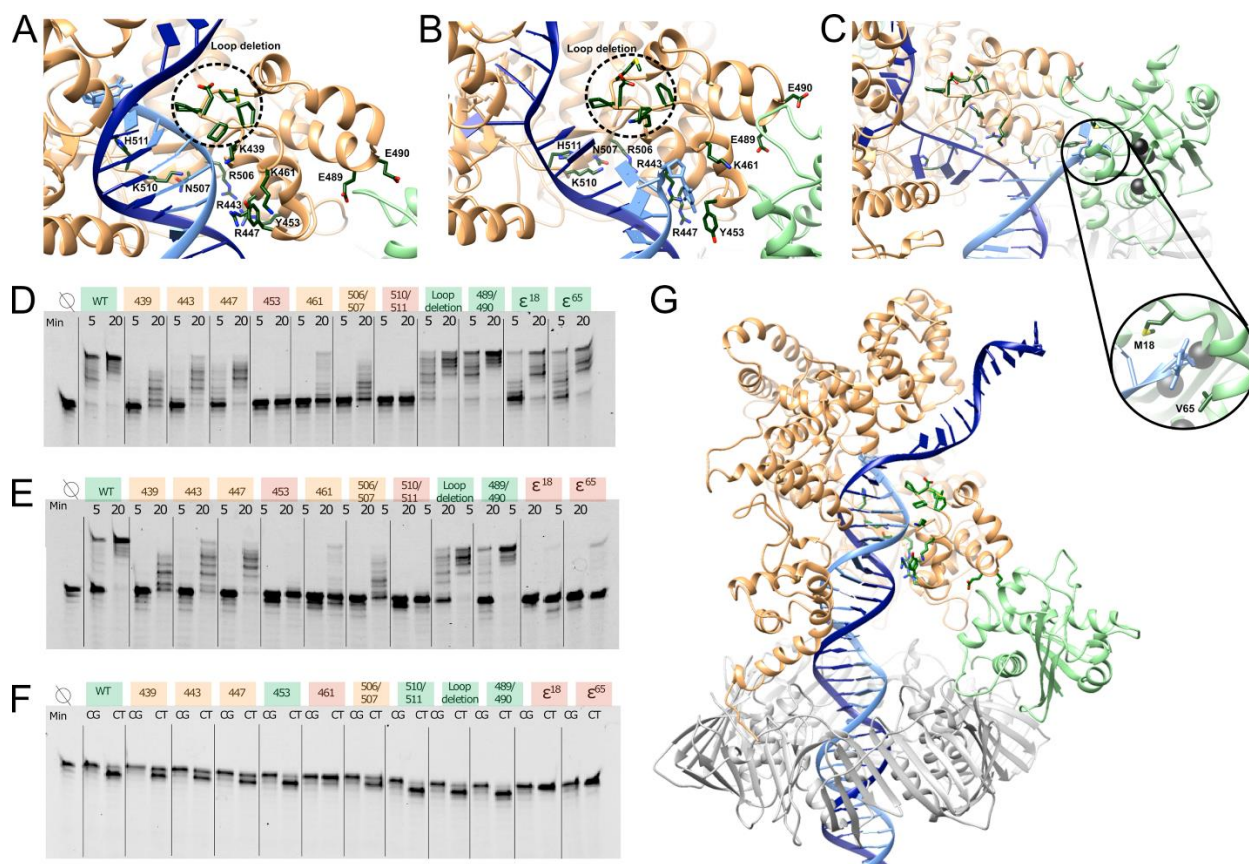 A
Loop deletion
H511
K510
N507
K439
R506
K461
R443
R447
Y453
E489
E490
B
Loop deletion
H511
K510
N507
R506
R443
R447
E490
E489
K461
Y453
C
M18
V65
D
∅ WT 439 443 447 453 461 506/507 510/511 Loop deletion 489/490 ε18 ε65
Min 5 20 5 20 5 20 5 20 5 20 5 20 5 20 5 20 5 20 5 20 5 20 5 20
E
∅ WT 439 443 447 453 461 506/507 510/511 Loop deletion 489/490 ε18 ε65
Min 5 20 5 20 5 20 5 20 5 20 5 20 5 20 5 20 20 5 20 5 5 20 5 20
F
∅ WT 439 443 447 453 461 506/507 510/511 Loop deletion 489/490 ε18 ε65
Min CG CT CG CT CG CT CG CT CG CT CG CT CG CT CG CT CG CT CG CT CG CT CG CT
G